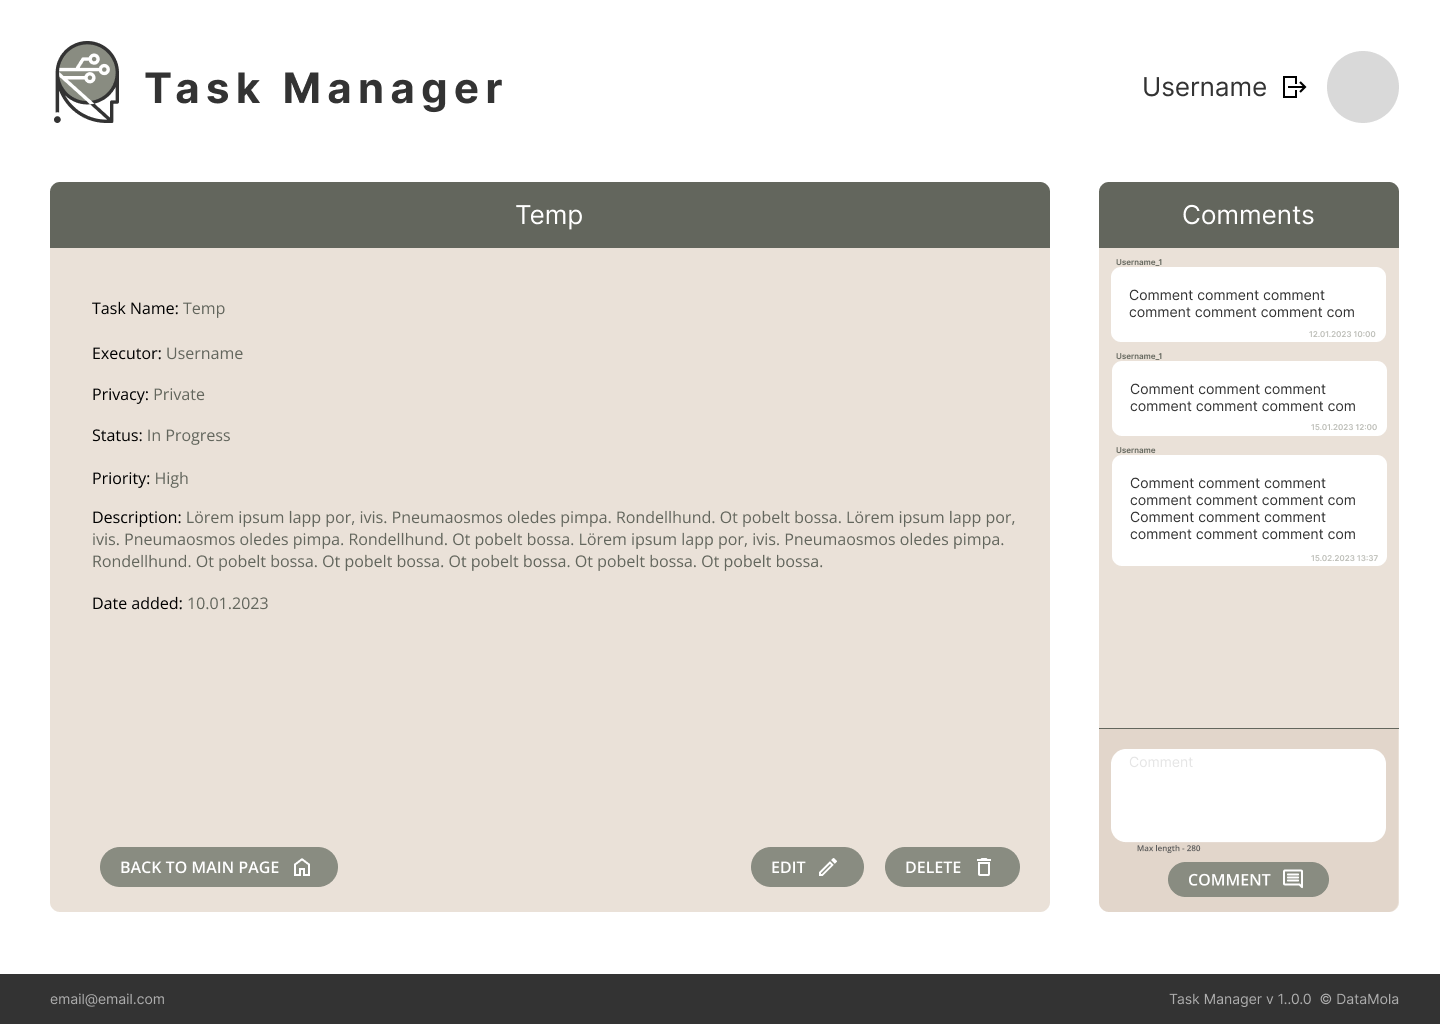 Task Manager
Username
Temp
Task Name: Temp
Executor: Username
Privacy: Private
Status: In Progress
Priority: High
Description: Lörem ipsum lapp por, ivis. Pneumaosmos oledes pimpa. Rondellhund. Ot pobelt bossa. Lörem ipsum lapp por,
ivis. Pneumaosmos oledes pimpa. Rondellhund. Ot pobelt bossa. Lörem ipsum lapp por, ivis. Pneumaosmos oledes pimpa.
Rondellhund. Ot pobelt bossa. Ot pobelt bossa. Ot pobelt bossa. Ot pobelt bossa. Ot pobelt bossa.
Date added: 10.01.2023
BACK TO MAIN PAGE
EDIT
DELETE
Comments
Username_1
Comment comment comment
comment comment comment com
12.01.2023 10:00
Username_1
Comment comment comment
comment comment comment com
15.01.2023 12:00
Username
Comment comment comment
comment comment comment com
Comment comment comment
comment comment comment com
15.02.2023 13:37
Comment
Max length - 280
COMMENT
email@email.com
Task Manager v 1..0.0 © DataMola